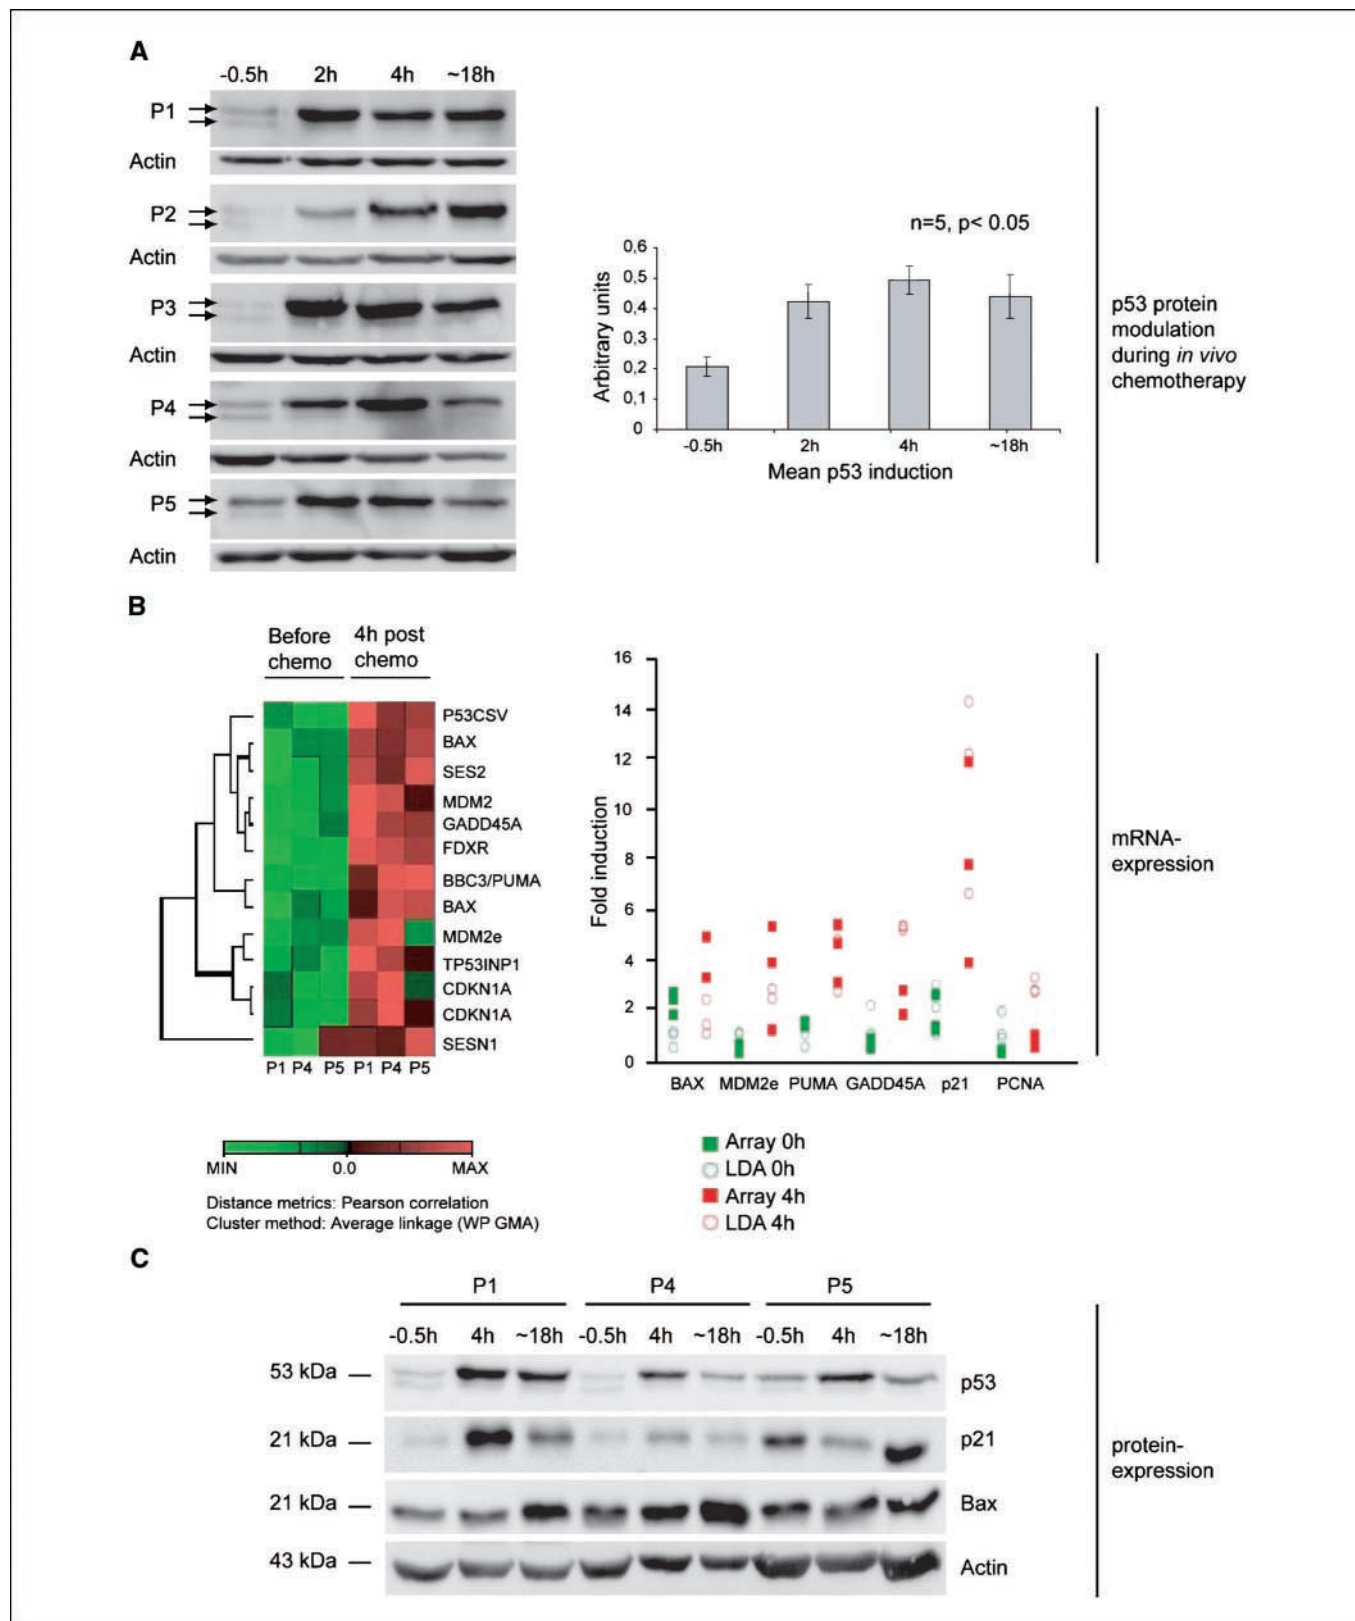 A
-0.5h 2h 4h ~18h
P1
Actin
P2
Actin
P3
Actin
P4
Actin
P5
Actin
n=5, p< 0.05
0,6
0,5
0,4
0,3
0,2
0,1
0
Arbitrary units
-0.5h 2h 4h ~18h
Mean p53 induction
p53 protein
modulation
during in vivo
chemotherapy
B
Before
chemo
4h post
chemo
P53CSV
BAX
SES2
MDM2
GADD45A
FDXR
BBC3/PUMA
BAX
MDM2e
TP53INP1
CDKN1A
CDKN1A
SESN1
P1 P4 P5 P1 P4 P5
MIN 0.0 MAX
Distance metrics: Pearson correlation
Cluster method: Average linkage (WP GMA)
16
14
12
10
8
6
4
2
0
Fold induction
BAX MDM2e PUMA GADD45A p21 PCNA
Array 0h
LDA 0h
Array 4h
LDA 4h
mRNA-
expression
C
P1 P4 P5
-0.5h 4h ~18h -0.5h 4h ~18h -0.5h 4h ~18h
53 kDa
p53
21 kDa
p21
21 kDa
Bax
43 kDa
Actin
protein-
expression